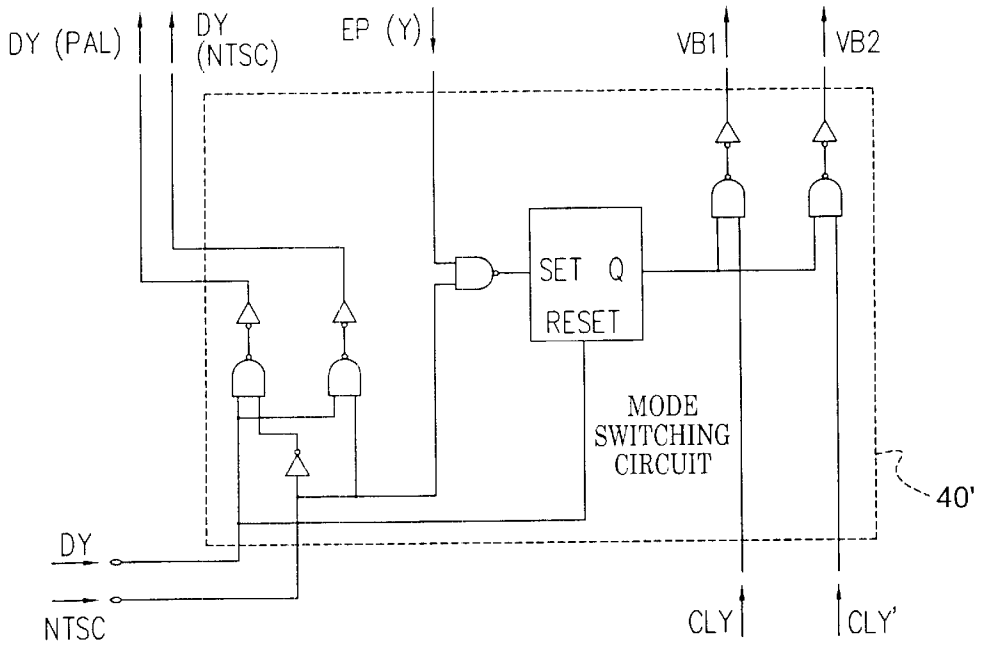 DY (PAL)
DY
(NTSC)
EP (Y)
VB1
VB2
SET Q
RESET
MODE
SWITCHING
CIRCUIT
40'
DY
NTSC
CLY
CLY'